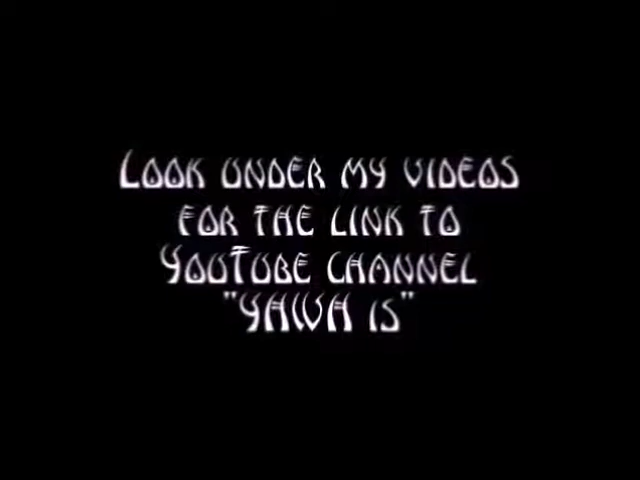 Look under my videos
for the link to
YouTube channel
"YHWH is"